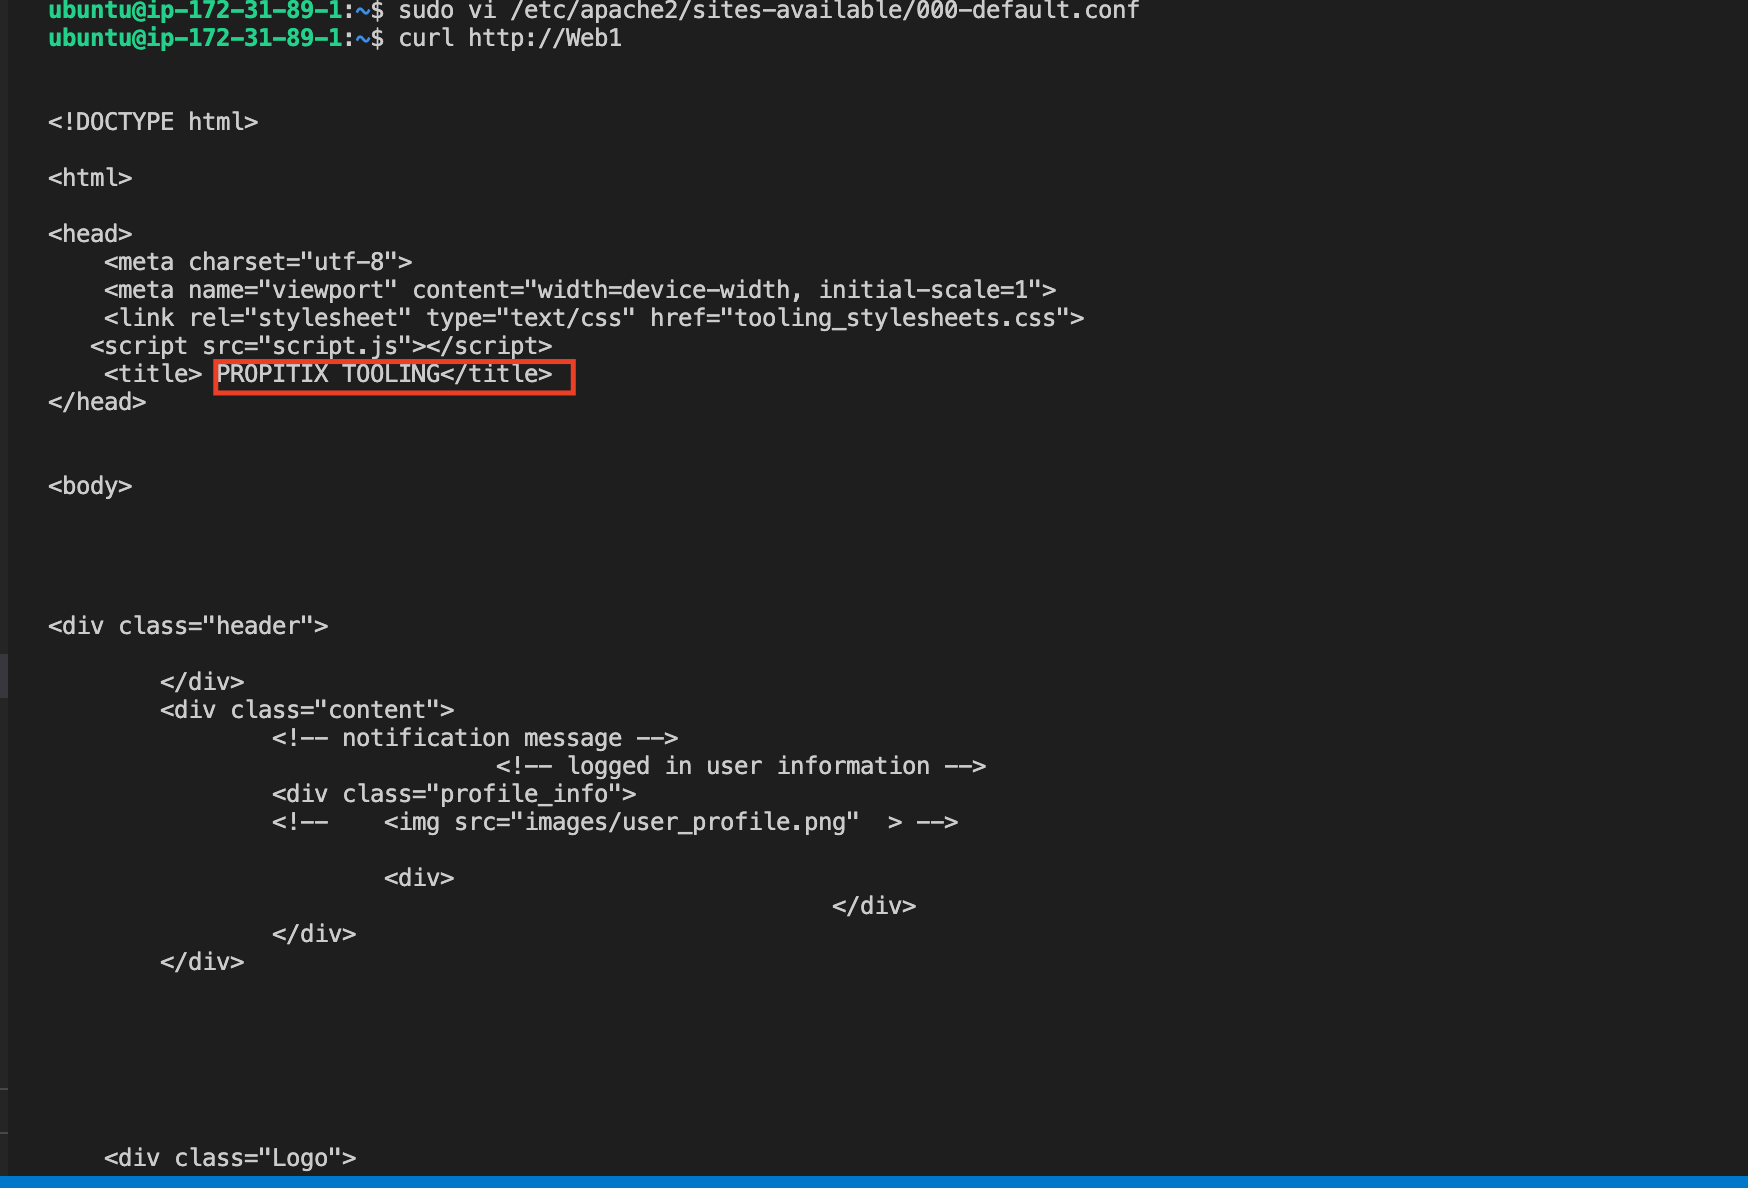 ubuntu@ip-172-31-89-1:~$ sudo vi /etc/apache2/sites-available/000-default.conf
ubuntu@ip-172-31-89-1:~$ curl http://Web1
<!DOCTYPE html>
<html>
<head>
    <meta charset="utf-8">
    <meta name="viewport" content="width=device-width, initial-scale=1">
    <link rel="stylesheet" type="text/css" href="tooling_stylesheets.css">
   <script src="script.js"></script>
    <title> PROPITIX TOOLING</title>
</head>
<body>
<div class="header">
        </div>
        <div class="content">
                <!-- notification message -->
                                <!-- logged in user information -->
                <div class="profile_info">
                <!--    <img src="images/user_profile.png"  > -->
                        <div>
                                                        </div>
                </div>
        </div>
    <div class="Logo">